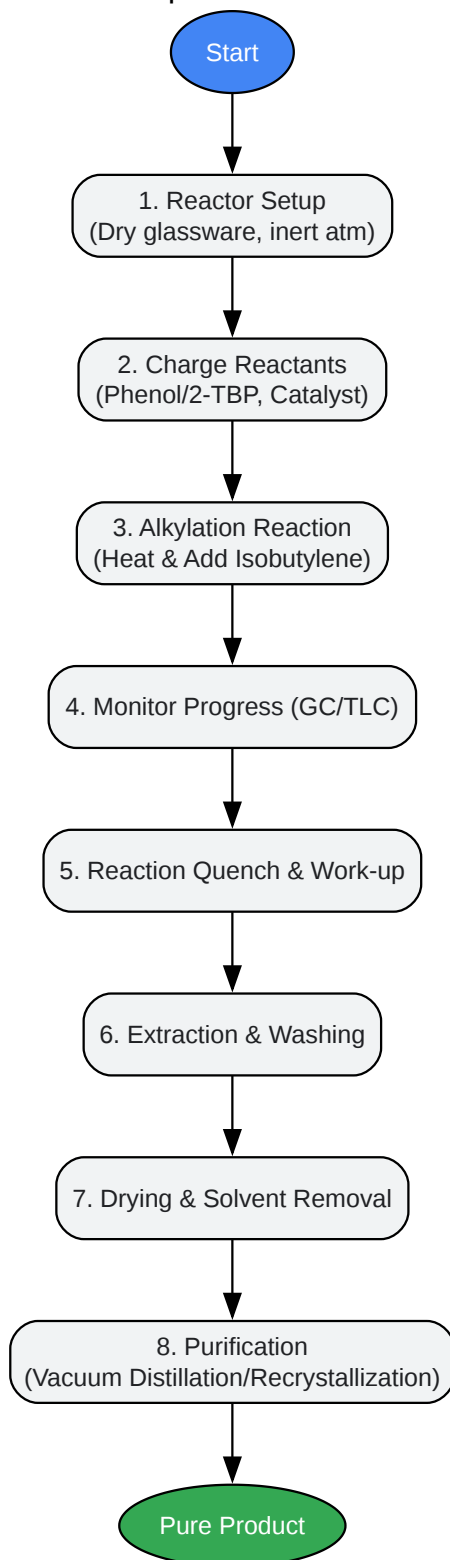 Start
1. Reactor Setup
(Dry glassware, inert atm)
2. Charge Reactants
(Phenol/2-TBP, Catalyst)
3. Alkylation Reaction
(Heat & Add Isobutylene)
4. Monitor Progress (GC/TLC)
5. Reaction Quench & Work-up
6. Extraction & Washing
7. Drying & Solvent Removal
8. Purification
(Vacuum Distillation/Recrystallization)
Pure Product